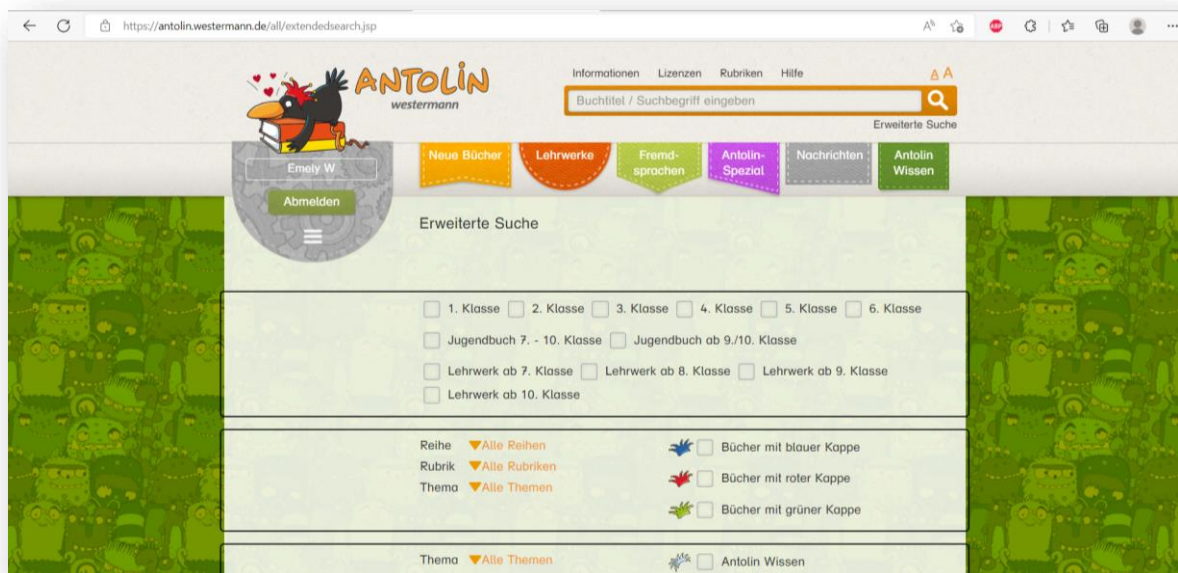 https://antolin.westermann.de/all/extendedsearch.jsp
ABP
ANTOLIN
westermann
Informationen Lizenzen Rubriken Hilfe A A
Buchtitel / Suchbegriff eingeben
Erweiterte Suche
Emely W
Abmelden
Neue Bücher
Lehrwerke
Fremd-
sprachen
Antolin-
Spezial
Nachrichten
Antolin
Wissen
Erweiterte Suche
1. Klasse 2. Klasse 3. Klasse 4. Klasse 5. Klasse 6. Klasse
Jugendbuch 7. - 10. Klasse Jugendbuch ab 9./10. Klasse
Lehrwerk ab 7. Klasse Lehrwerk ab 8. Klasse Lehrwerk ab 9. Klasse
Lehrwerk ab 10. Klasse
Reihe ▼Alle Reihen
Rubrik ▼Alle Rubriken
Thema ▼Alle Themen
Bücher mit blauer Kappe
Bücher mit roter Kappe
Bücher mit grüner Kappe
Thema ▼Alle Themen
Antolin Wissen